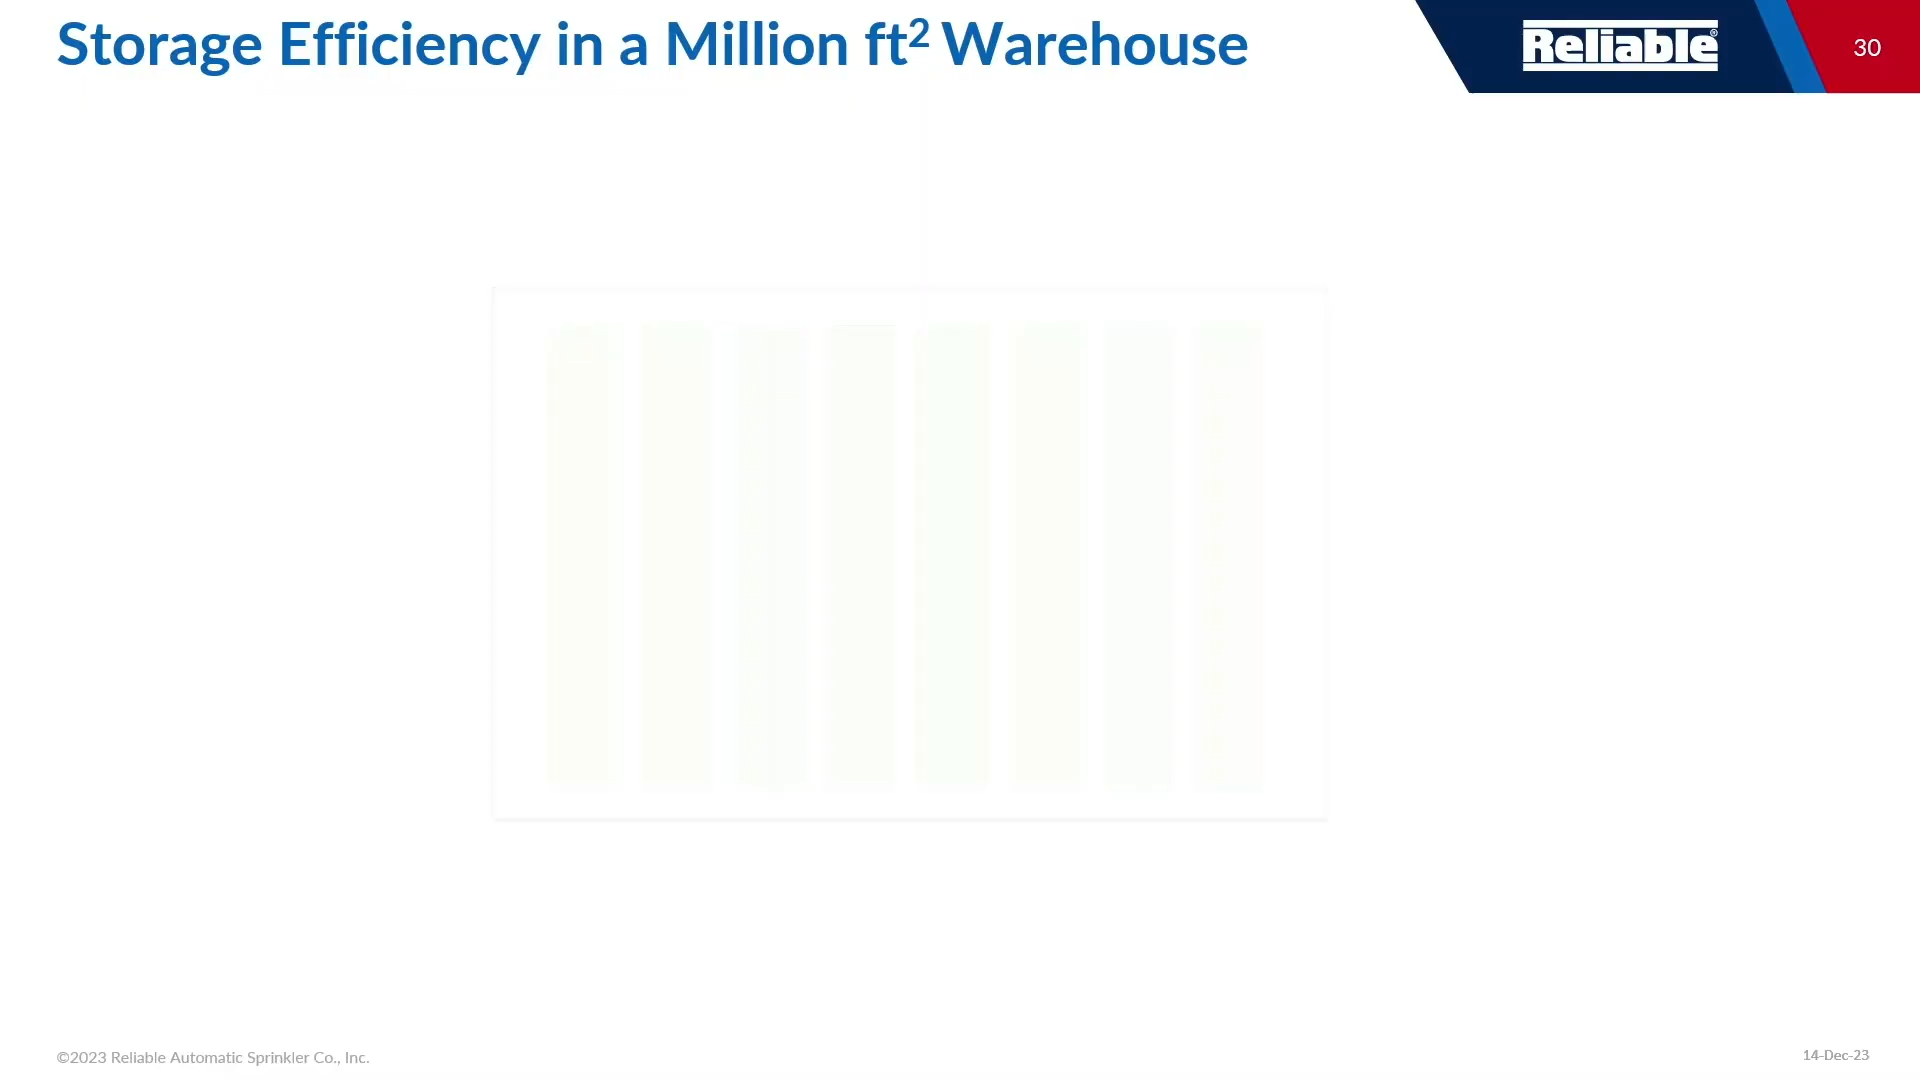 Storage Efficiency in a Million ft² Warehouse
Reliable®
30
©2023 Reliable Automatic Sprinkler Co., Inc.
14-Dec-23